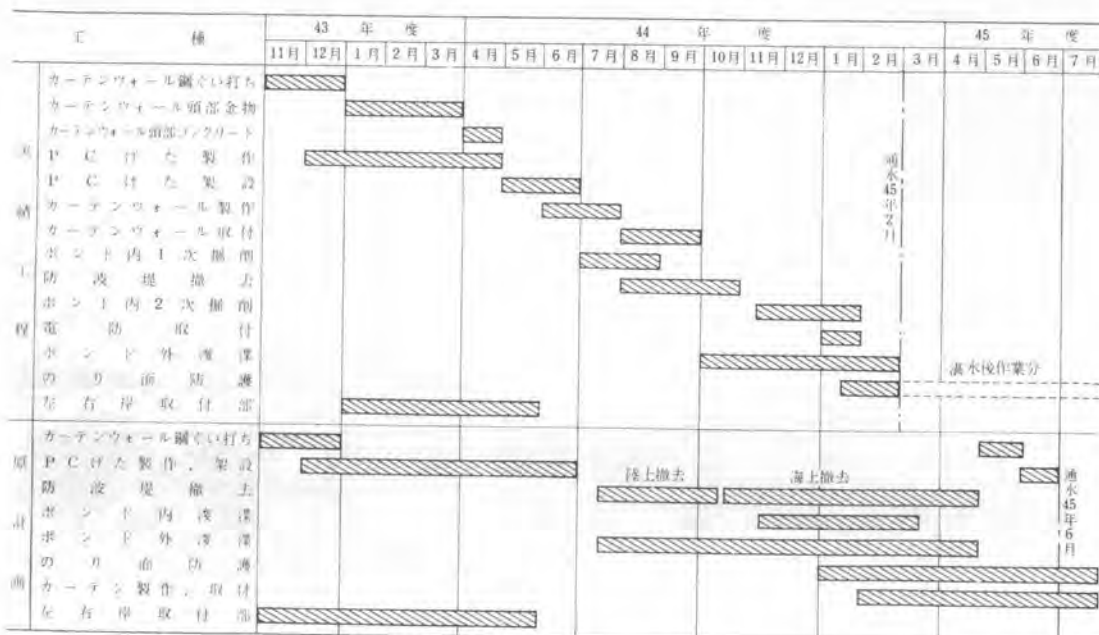 工種
43年度
44年度
45年度
11月 12月 1月 2月 3月 4月 5月 6月 7月 8月 9月 10月 11月 12月 1月 2月 3月 4月 5月 6月 7月
実績工程
カーテンウォール鋼ぐい打ち
カーテンウォール頭部金物
カーテンウォール頭部コンクリート
PCげた製作
PCげた架設
カーテンウォール製作
カーテンウォール取付
ポンド内1次掘削
防波堤撤去
ポンド内2次掘削
電防取付
ポンド外浚渫
のり面防護
左右岸取付部
通水45年2月
湛水後作業分
原計画
カーテンウォール鋼ぐい打ち
PCげた製作、架設
防波堤撤去
ポンド内浚渫
ポンド外浚渫
のり面防護
カーテン製作、取付
左右岸取付部
陸上撤去
海上撤去
通水45年6月